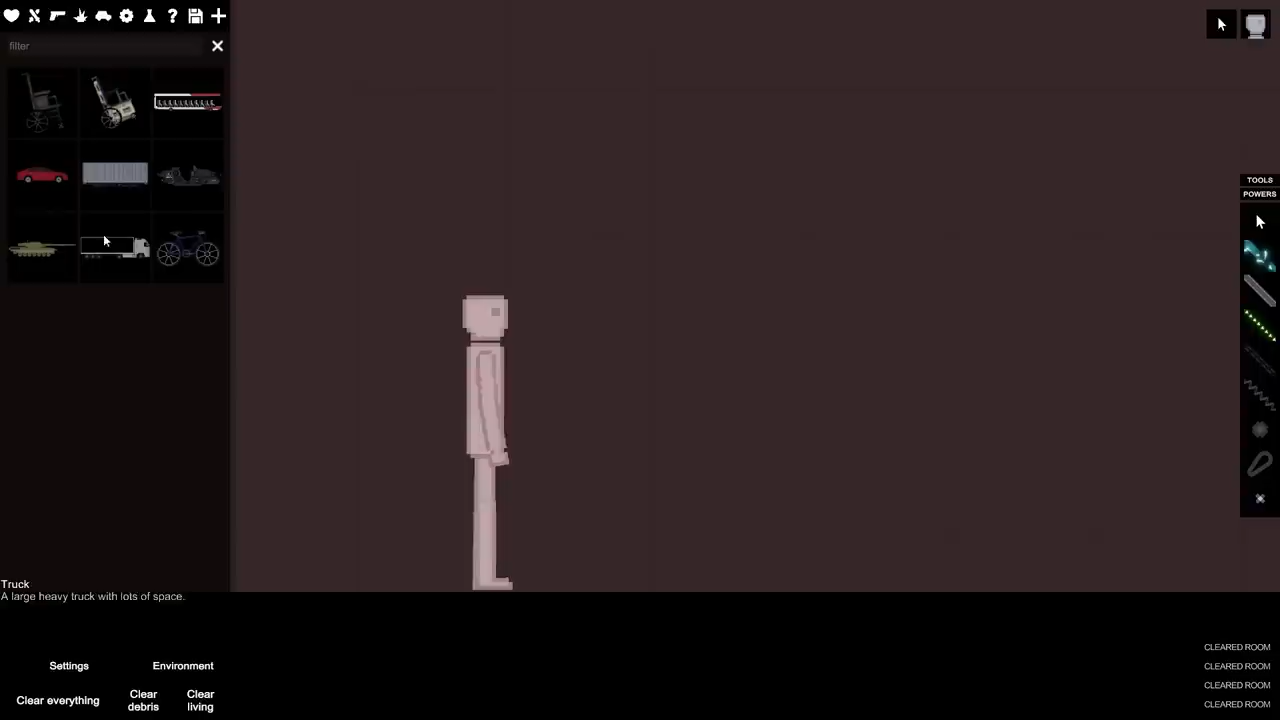 filter
TOOLS
POWERS
Truck
A large heavy truck with lots of space.
Settings
Environment
Clear everything
Clear
debris
Clear
living
CLEARED ROOM
CLEARED ROOM
CLEARED ROOM
CLEARED ROOM